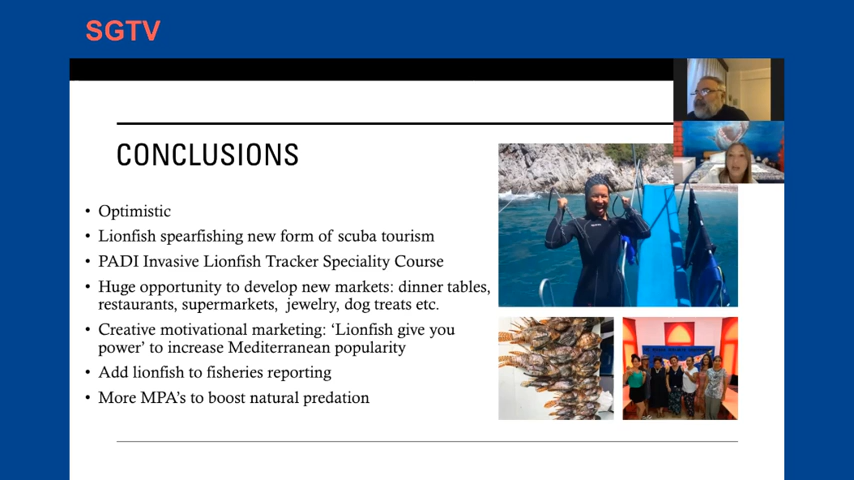 SGTV
CONCLUSIONS
• Optimistic
• Lionfish spearfishing new form of scuba tourism
• PADI Invasive Lionfish Tracker Speciality Course
• Huge opportunity to develop new markets: dinner tables,
restaurants, supermarkets, jewelry, dog treats etc.
• Creative motivational marketing: ‘Lionfish give you
power’ to increase Mediterranean popularity
• Add lionfish to fisheries reporting
• More MPA’s to boost natural predation